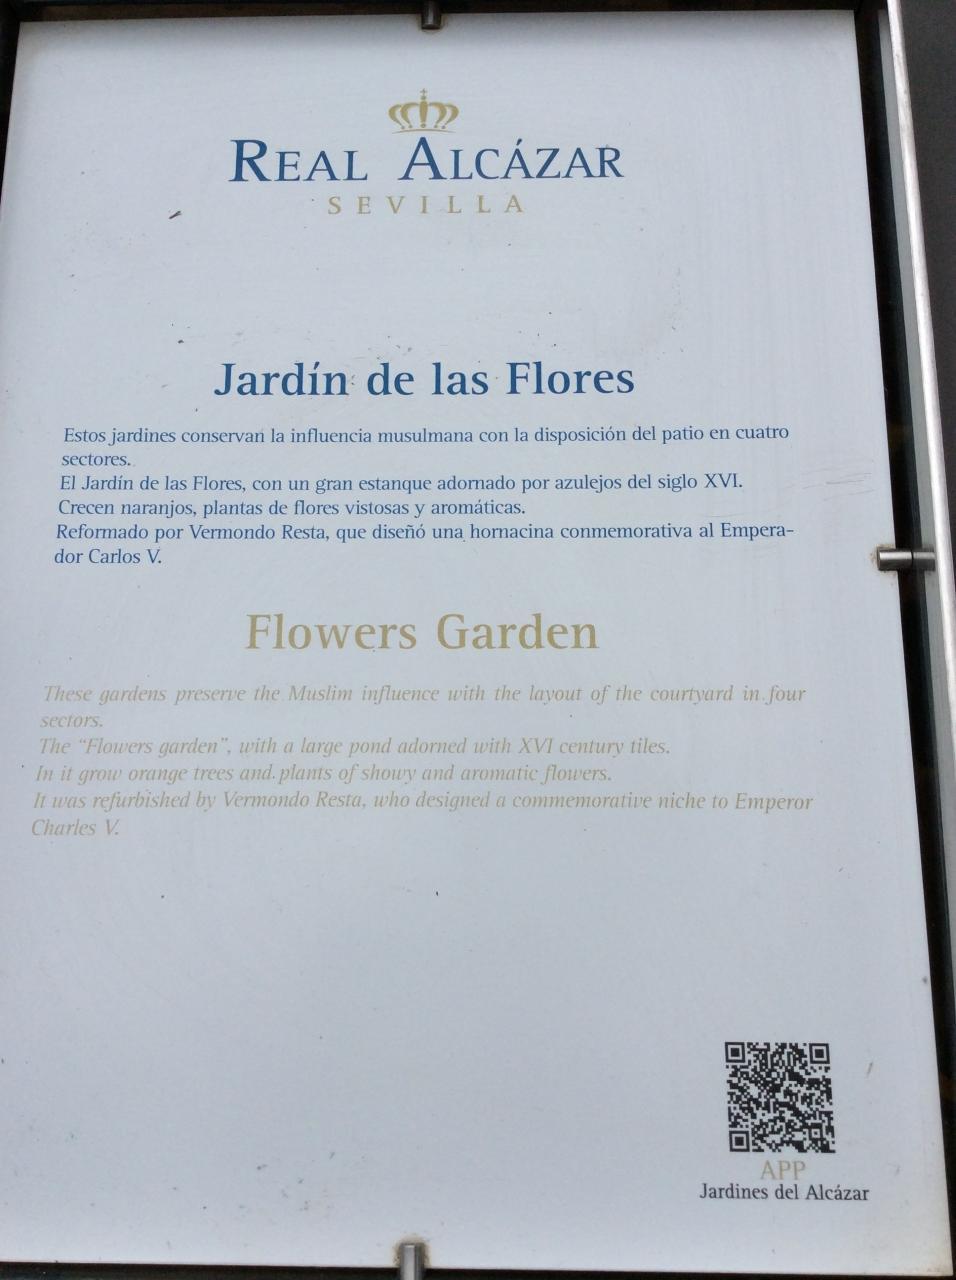 REAL ALCÁZAR
SEVILLA
Jardín de las Flores
Estos jardines conservan la influencia musulmana con la disposición del patio en cuatro
sectores.
El Jardín de las Flores, con un gran estanque adornado por azulejos del siglo XVI.
Crecen naranjos, plantas de flores vistosas y aromáticas.
Reformado por Vermondo Resta, que diseñó una hornacina conmemorativa al Empera-
dor Carlos V.
Flowers Garden
These gardens preserve the Muslim influence with the layout of the courtyard in four
sectors.
The “Flowers garden”, with a large pond adorned with XVI century tiles.
In it grow orange trees and plants of showy and aromatic flowers.
It was refurbished by Vermondo Resta, who designed a commemorative niche to Emperor
Charles V.
APP
Jardines del Alcázar